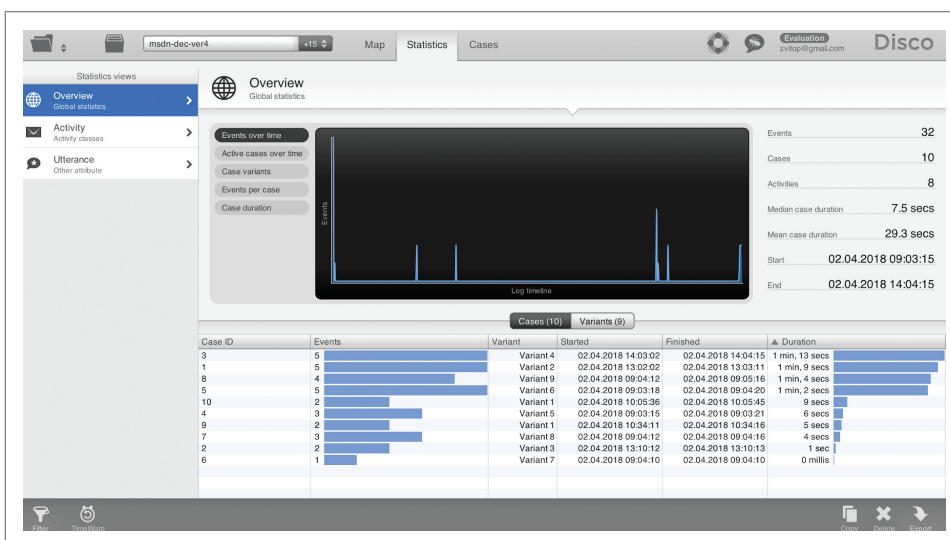 msdn-dec-ver4 +15 Map Statistics Cases Evaluation zvitop@gmail.com Disco
Statistics views
Overview
Global statistics
Activity
Activity classes
Utterance
Other attribute
Overview
Global statistics
Events over time
Active cases over time
Case variants
Events per case
Case duration
Events
Log timeline
Events 32
Cases 10
Activities 8
Median case duration 7.5 secs
Mean case duration 29.3 secs
Start 02.04.2018 09:03:15
End 02.04.2018 14:04:15
Cases (10) Variants (9)
Case ID Events Variant Started Finished ▲ Duration
3 5 Variant 4 02.04.2018 14:03:02 02.04.2018 14:04:15 1 min, 13 secs
1 5 Variant 2 02.04.2018 13:02:02 02.04.2018 13:03:11 1 min, 9 secs
8 4 Variant 9 02.04.2018 09:04:12 02.04.2018 09:05:16 1 min, 4 secs
5 5 Variant 6 02.04.2018 09:03:18 02.04.2018 09:04:20 1 min, 2 secs
10 2 Variant 1 02.04.2018 10:05:36 02.04.2018 10:05:45 9 secs
4 3 Variant 5 02.04.2018 09:03:15 02.04.2018 09:03:21 6 secs
9 2 Variant 1 02.04.2018 10:34:11 02.04.2018 10:34:16 5 secs
7 3 Variant 8 02.04.2018 09:04:12 02.04.2018 09:04:16 4 secs
2 2 Variant 3 02.04.2018 13:10:12 02.04.2018 13:10:13 1 sec
6 1 Variant 7 02.04.2018 09:04:10 02.04.2018 09:04:10 0 millis
Filter TimeWarp Copy Delete Export